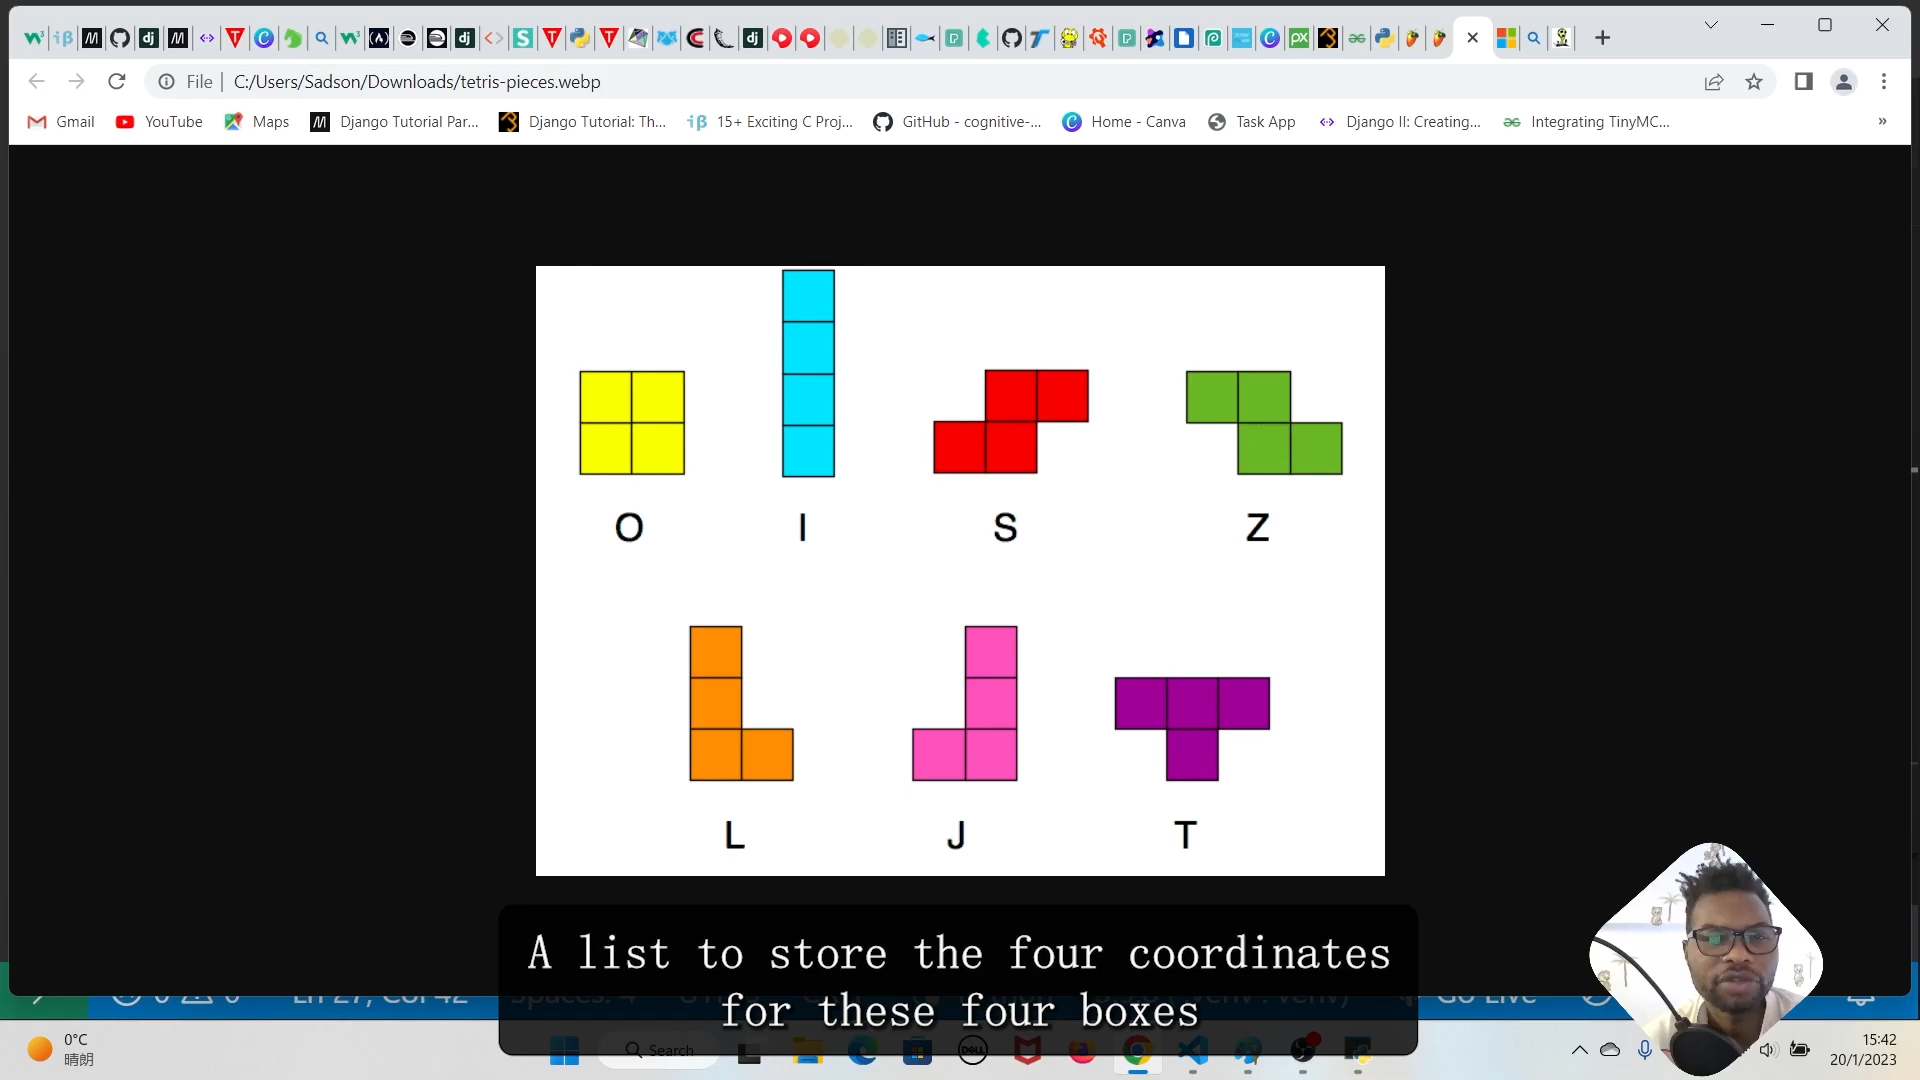 File
C:/Users/Sadson/Downloads/tetris-pieces.webp
Gmail
YouTube
Maps
Django Tutorial Par...
Django Tutorial: Th...
15+ Exciting C Proj...
GitHub - cognitive-...
Home - Canva
Task App
Django II: Creating...
Integrating TinyMC...
O
I
S
Z
L
J
T
A list to store the four coordinates
for these four boxes
Go Live
0°C
晴朗
Search
15:42
20/1/2023